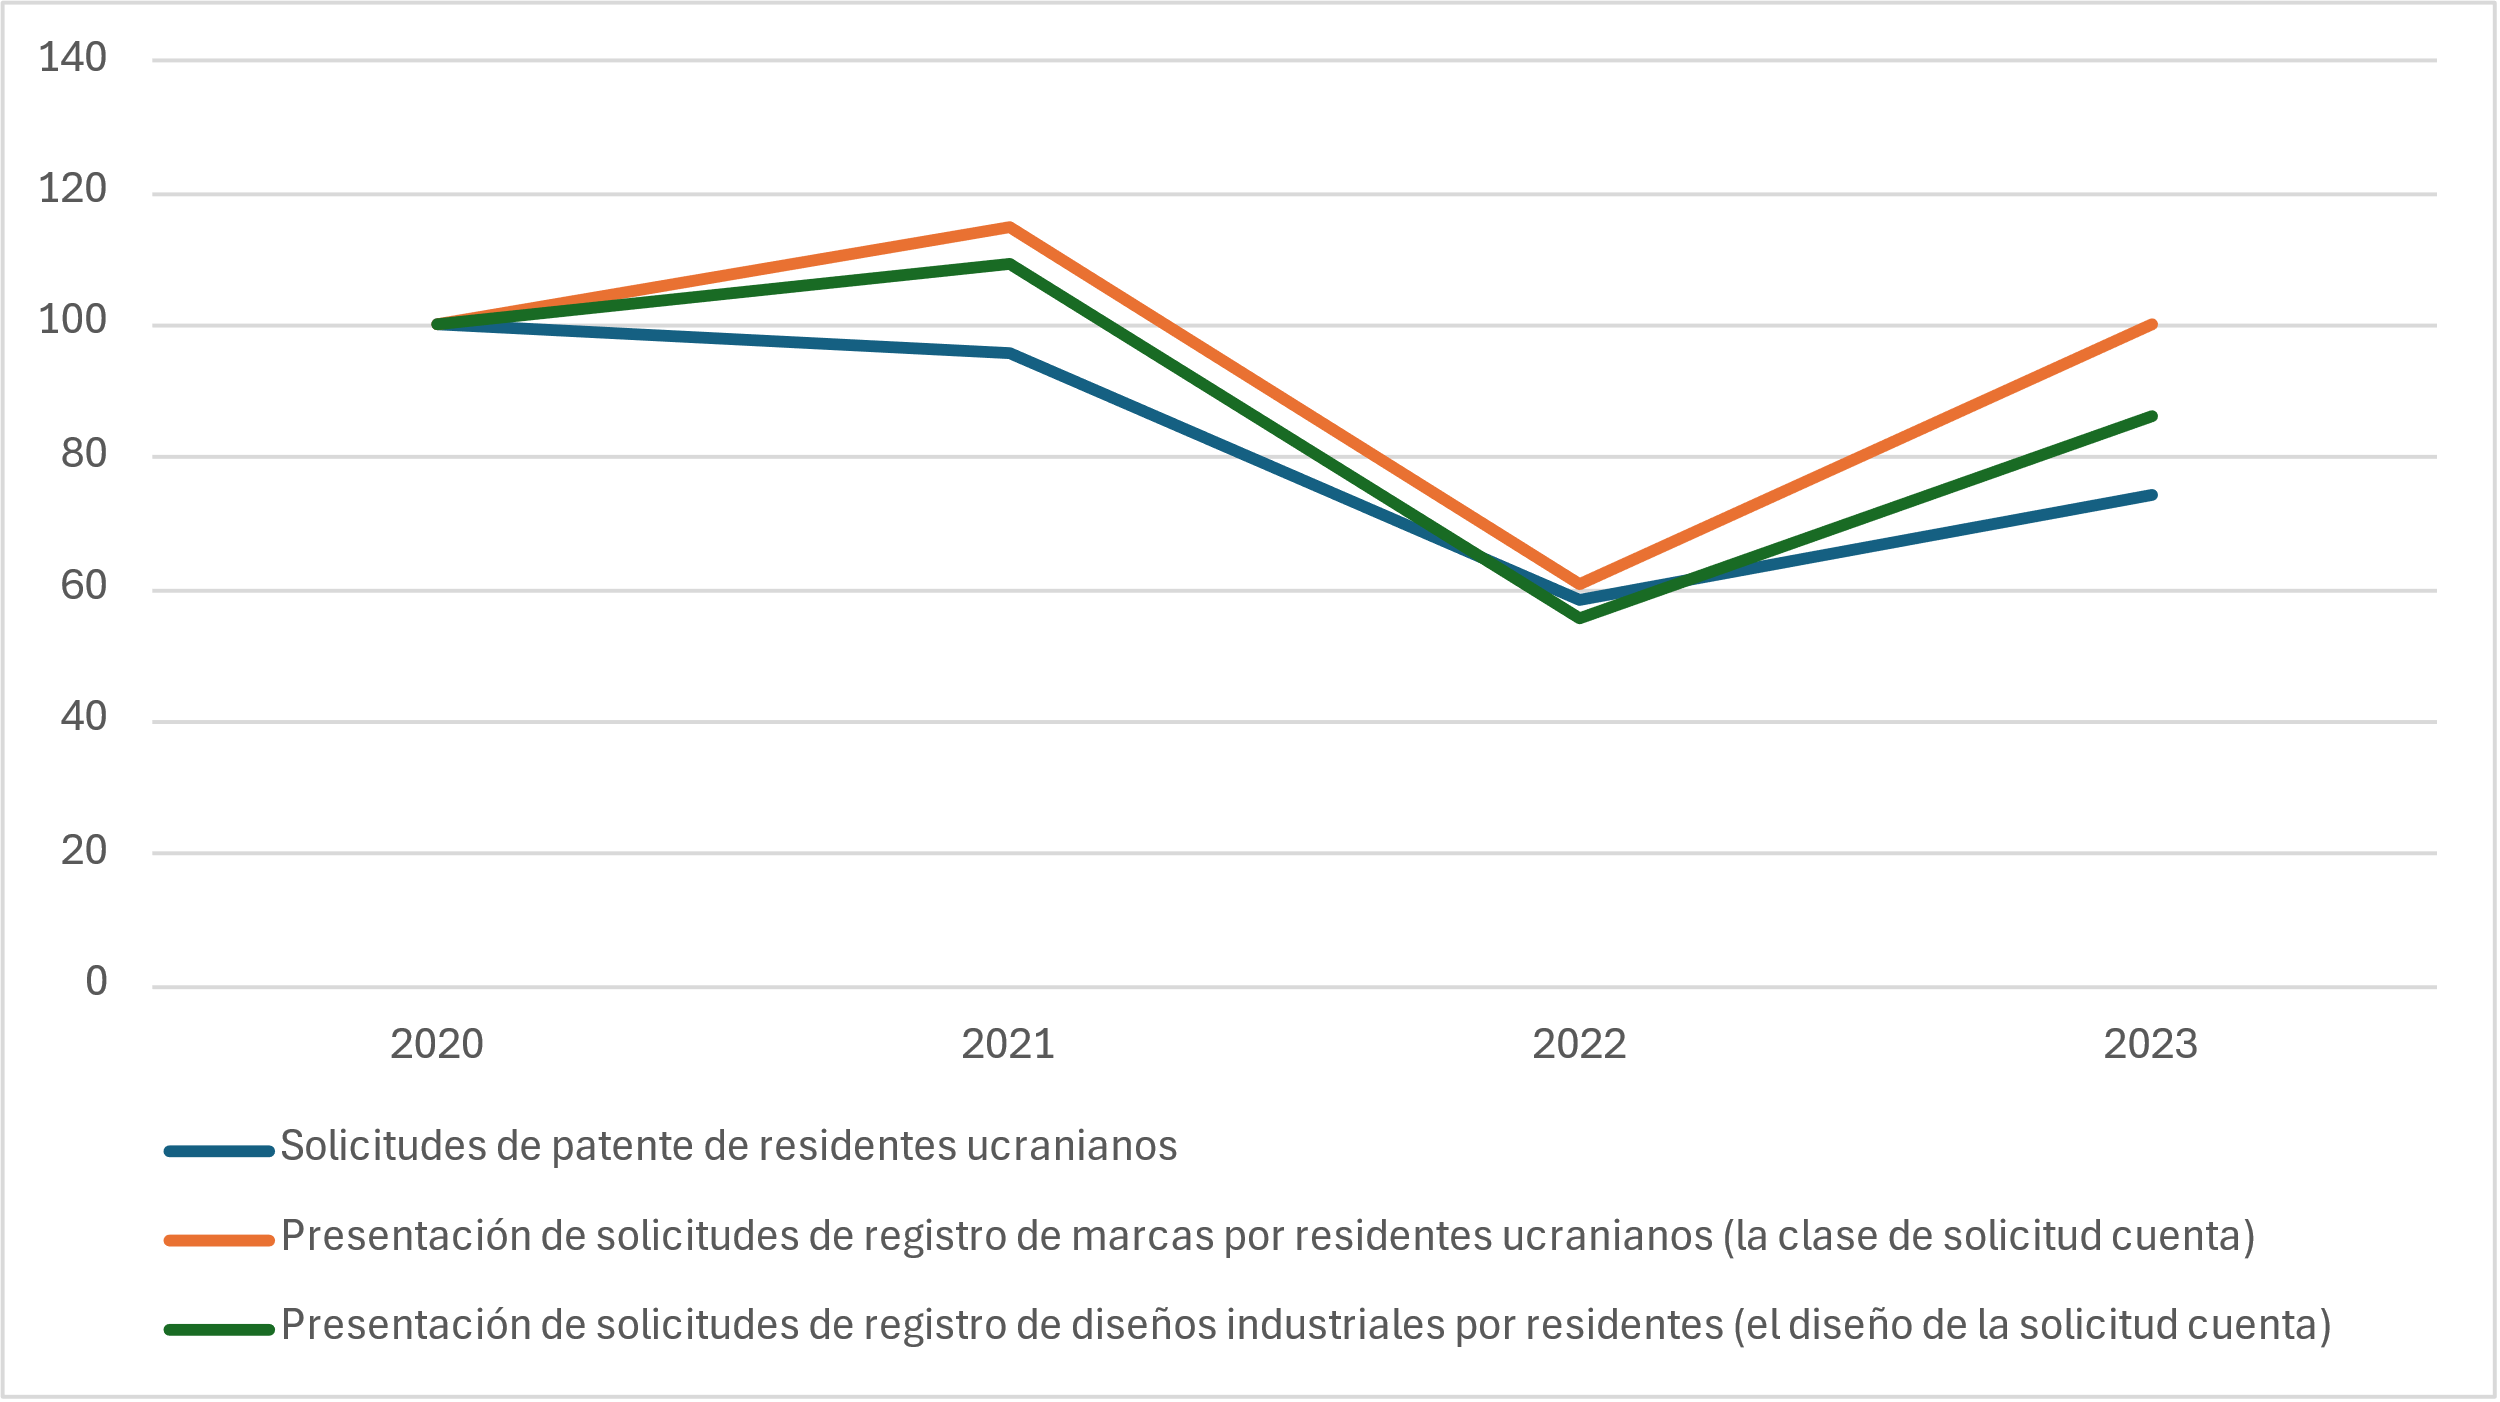 140
120
100
80
60
40
20
0
2020 2021 2022 2023
Solicitudes de patente de residentes ucranianos
Presentación de solicitudes de registro de marcas por residentes ucranianos (la clase de solicitud cuenta)
Presentación de solicitudes de registro de diseños industriales por residentes (el diseño de la solicitud cuenta)